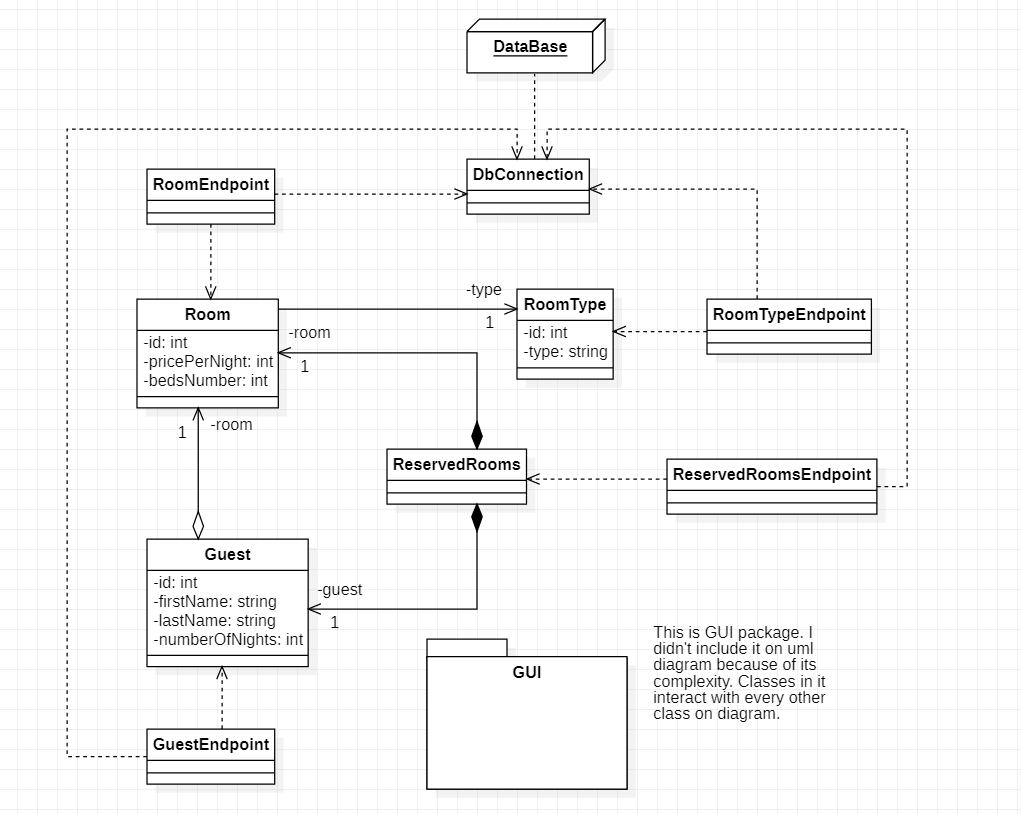 DataBase
DbConnection
RoomEndpoint
-type
1
RoomType
-id: int
-type: string
RoomTypeEndpoint
Room
-id: int
-pricePerNight: int
-bedsNumber: int
-room
1
1
-room
ReservedRooms
ReservedRoomsEndpoint
Guest
-id: int
-firstName: string
-lastName: string
-numberOfNights: int
-guest
1
GUI
This is GUI package. I
didn't include it on uml
diagram because of its
complexity. Classes in it
interact with every other
class on diagram.
GuestEndpoint